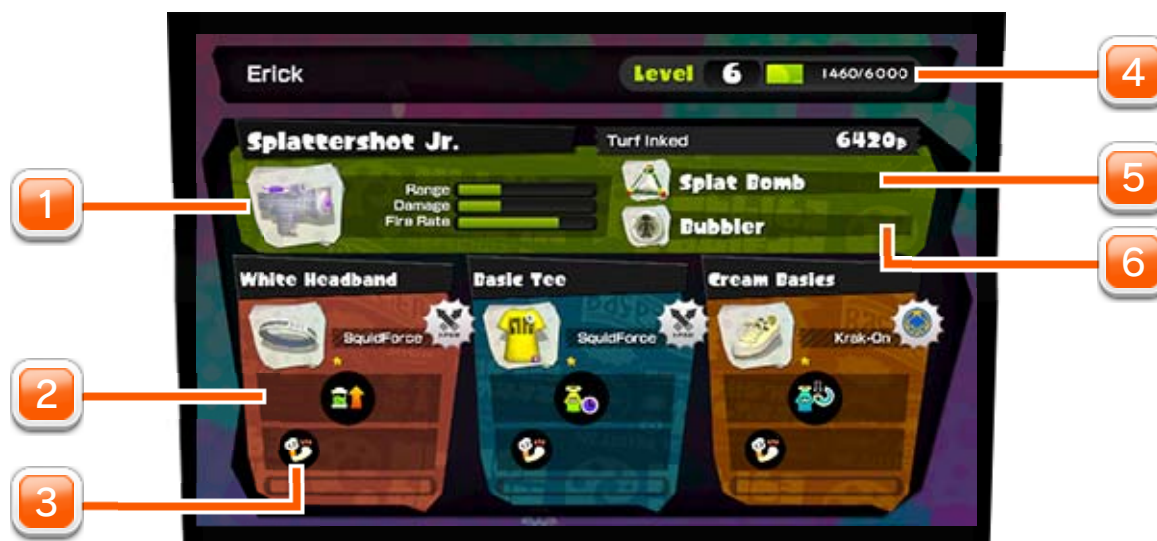 Erick
Level 6 1460/6000
Splattershot Jr.
Turf Inked 6420p
1
Range
Damage
Fire Rate
Splat Bomb
Bubbler
4
5
6
White Headband
Basic Tee
Cream Basics
SquidForce
SquidForce
Krak-On
2
3